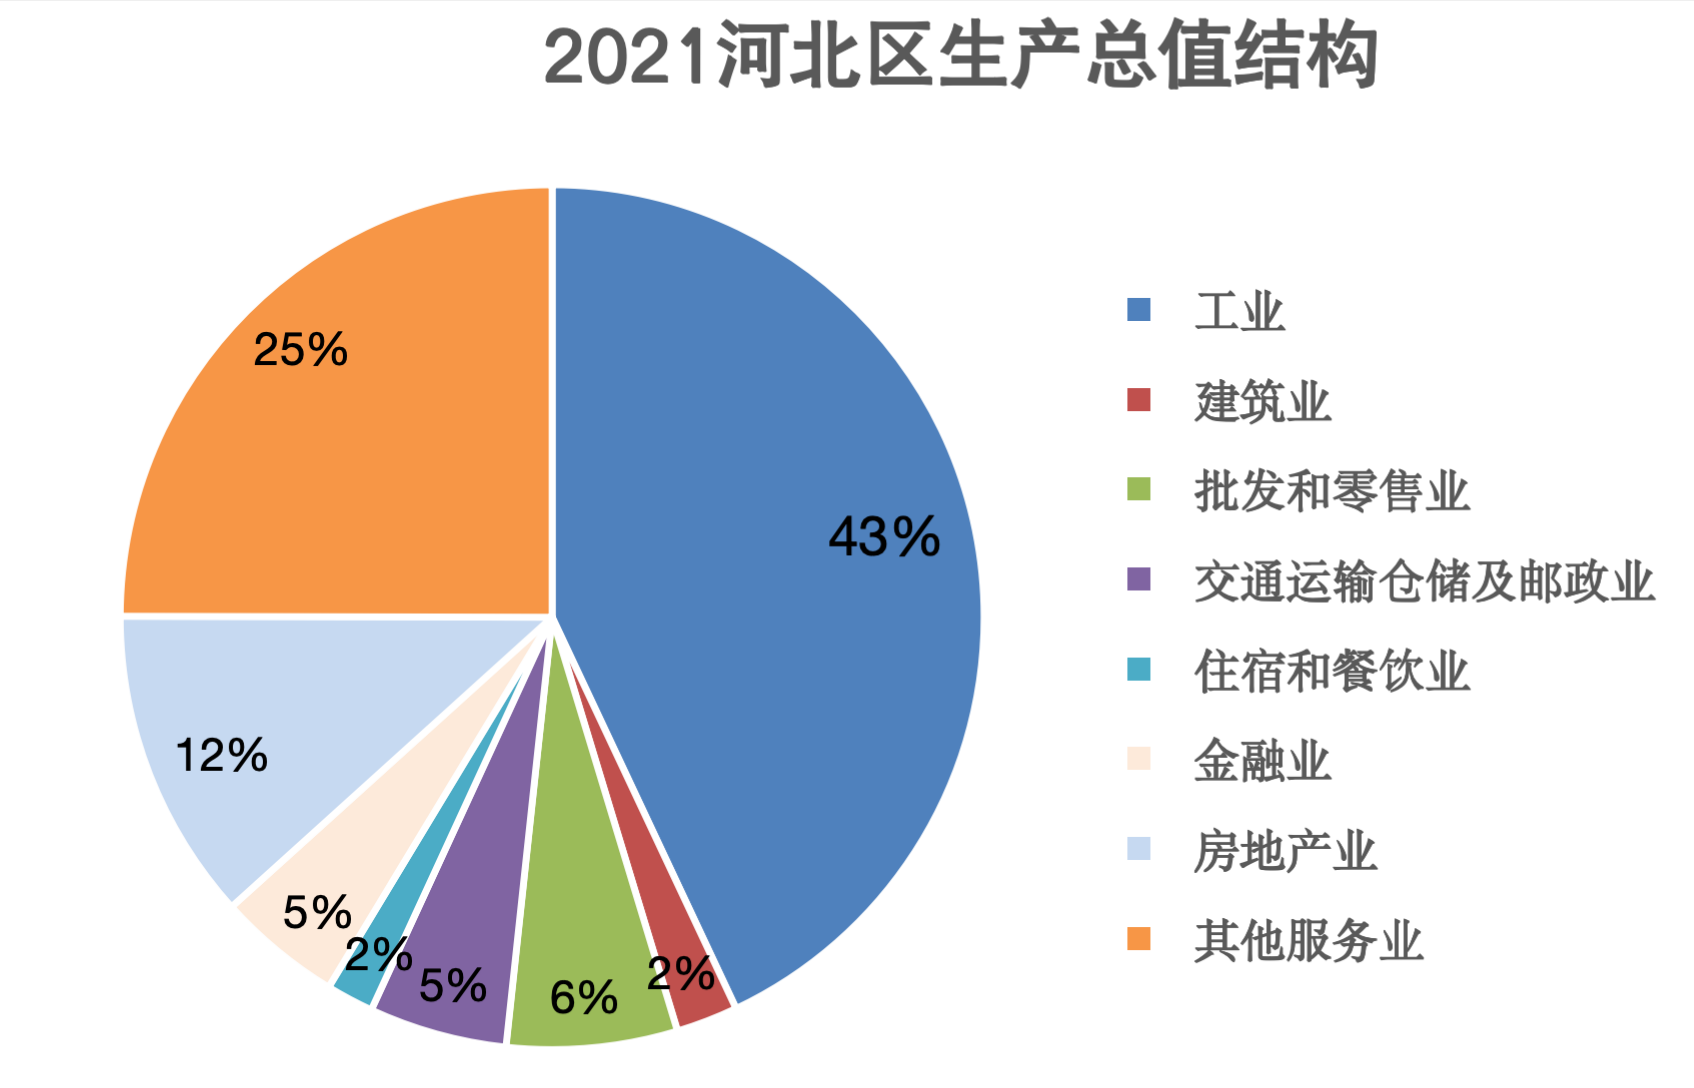 2021河北区生产总值结构
25%
43%
12%
5%
2%
5%
6%
2%
工业
建筑业
批发和零售业
交通运输仓储及邮政业
住宿和餐饮业
金融业
房地产业
其他服务业